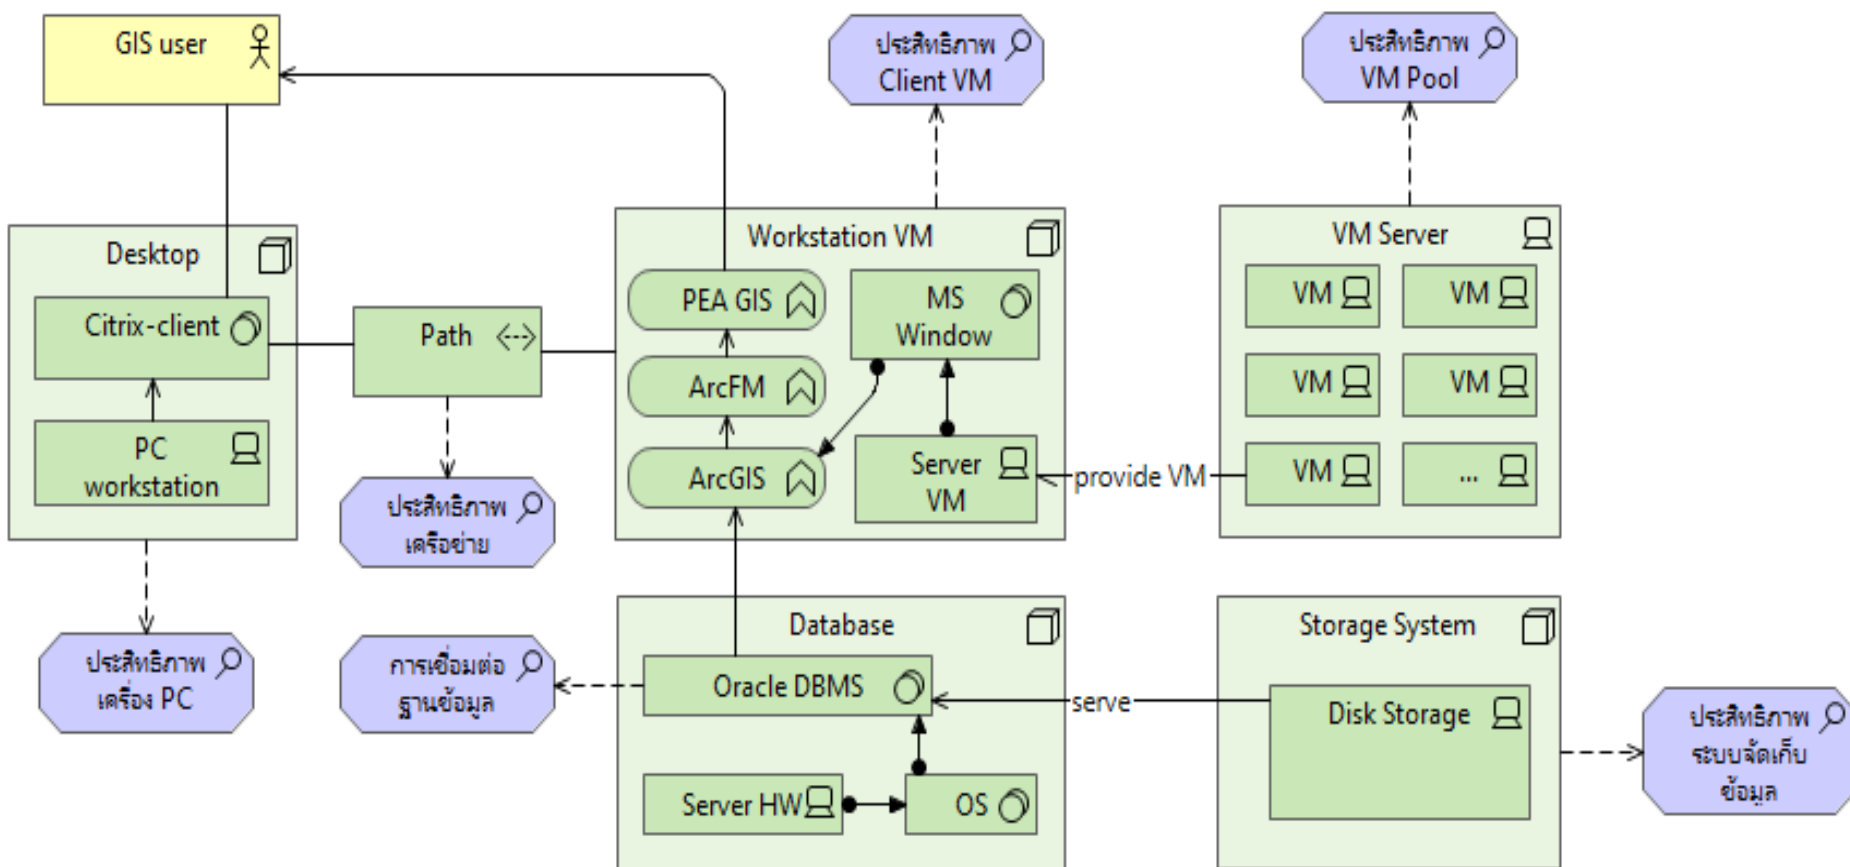 GIS user
ประสิทธิภาพ
Client VM
ประสิทธิภาพ
VM Pool
Desktop
Citrix-client
PC
workstation
Path
ประสิทธิภาพ
เครือข่าย
ประสิทธิภาพ
เครื่อง PC
Workstation VM
PEA GIS
ArcFM
ArcGIS
MS
Window
Server
VM
provide VM
VM Server
VM
VM
VM
VM
VM
...
การเชื่อมต่อ
ฐานข้อมูล
Database
Oracle DBMS
Server HW
OS
serve
Storage System
Disk Storage
ประสิทธิภาพ
ระบบจัดเก็บ
ข้อมูล